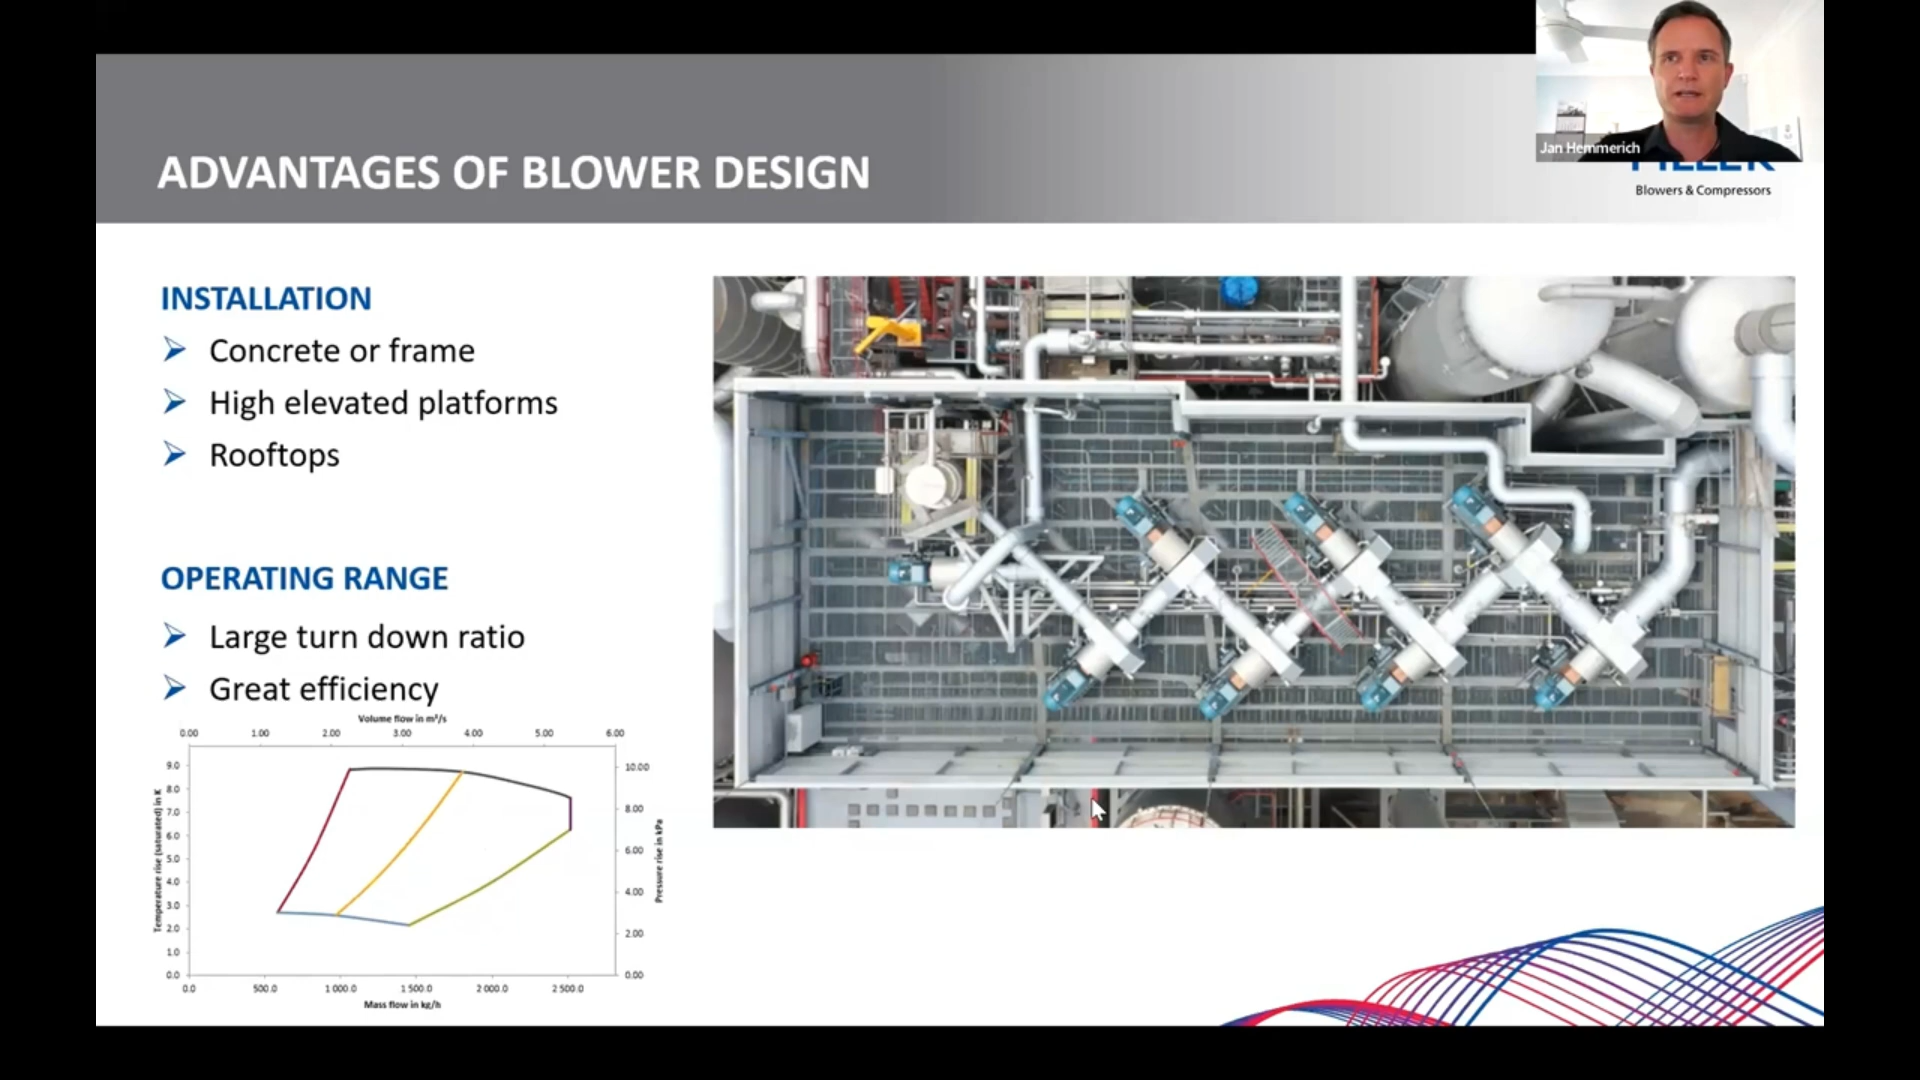 Jan Hemmerich
ADVANTAGES OF BLOWER DESIGN
Blowers & Compressors
INSTALLATION
Concrete or frame
High elevated platforms
Rooftops
OPERATING RANGE
Large turn down ratio
Great efficiency
Volume flow in m³/s
0.00 1.00 2.00 3.00 4.00 5.00 6.00
Temperature rise (saturated) in K
9.0
8.0
7.0
6.0
5.0
4.0
3.0
2.0
1.0
0.0
10.00
8.00
6.00
4.00
2.00
0.00
Pressure rise in kPa
0.0 500.0 1 000.0 1 500.0 2 000.0 2 500.0
Mass flow in kg/h